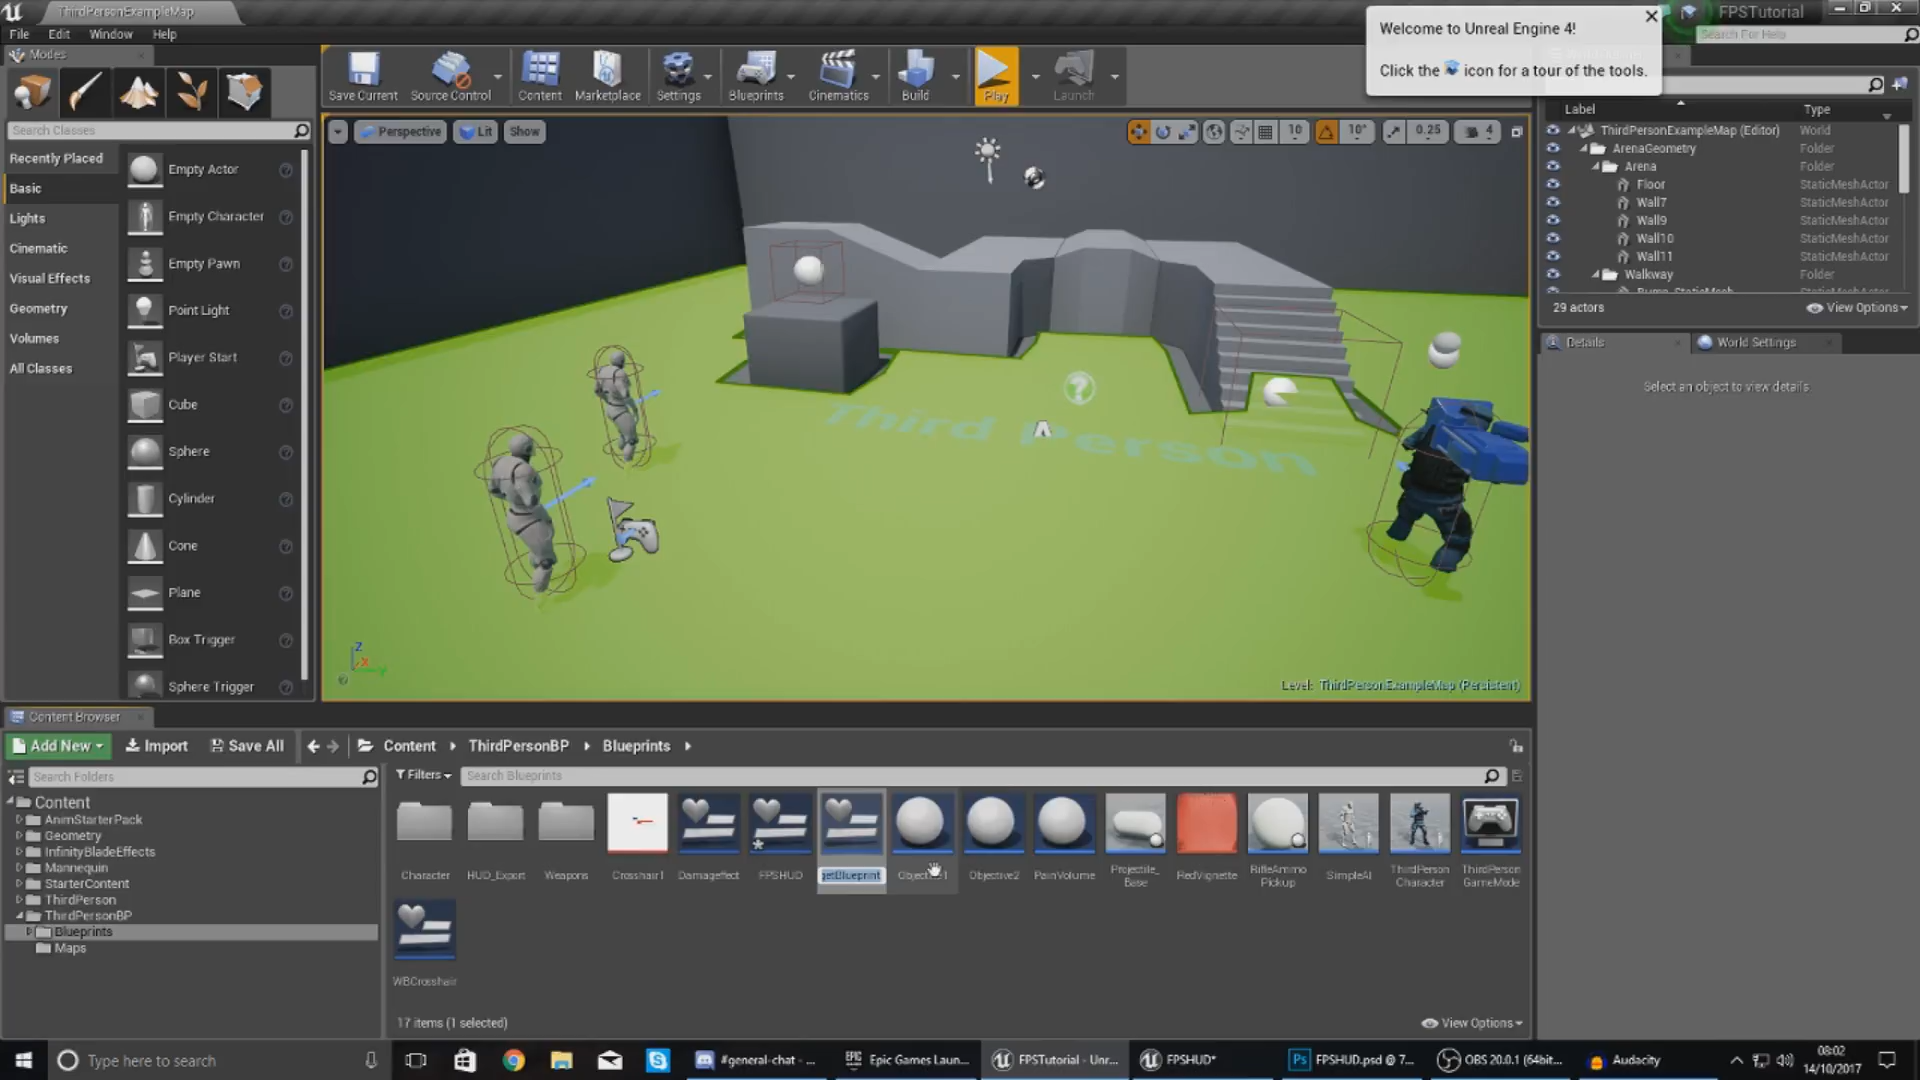 ThirdPersonExampleMap
FPSTutorial
File Edit Window Help
Search For Help
Welcome to Unreal Engine 4!
Click the icon for a tour of the tools.
Modes
Save Current
Source Control
Content
Marketplace
Settings
Blueprints
Cinematics
Build
Play
Launch
Search Classes
Recently Placed
Basic
Lights
Cinematic
Visual Effects
Geometry
Volumes
All Classes
Empty Actor
Empty Character
Empty Pawn
Point Light
Player Start
Cube
Sphere
Cylinder
Cone
Plane
Box Trigger
Sphere Trigger
Perspective
Lit
Show
10
10°
0.25
4
Third Person
Level: ThirdPersonExampleMap (Persistent)
Label Type
ThirdPersonExampleMap (Editor) World
ArenaGeometry Folder
Arena Folder
Floor StaticMeshActor
Wall7 StaticMeshActor
Wall9 StaticMeshActor
Wall10 StaticMeshActor
Wall11 StaticMeshActor
Walkway Folder
Bump_StaticMesh
29 actors View Options
Details World Settings
Select an object to view details
Content Browser
Add New Import Save All Content ThirdPersonBP Blueprints
Search Folders
Filters Search Blueprints
Content
AnimStarterPack
Geometry
InfinityBladeEffects
Mannequin
StarterContent
ThirdPerson
ThirdPersonBP
Blueprints
Maps
Character
HUD_Export
Weapons
Crosshair1
Damageffect
FPSHUD
getBlueprint
Objective1
Objective2
PainVolume
Projectile_
Base
RedVignette
RifleAmmo
Pickup
SimpleAI
ThirdPerson
Character
ThirdPerson
GameMode
WBCrosshair
17 items (1 selected) View Options
Type here to search
#general-chat - ...
Epic Games Laun...
FPSTutorial - Unr...
FPSHUD*
FPSHUD.psd @ 7...
OBS 20.0.1 (64bit...
Audacity
08:02
14/10/2017